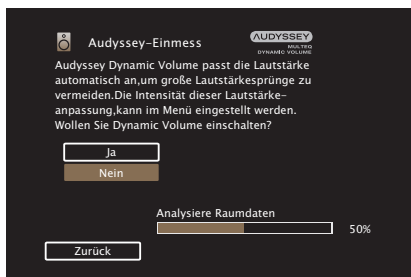 Audyssey-Einmess
AUDYSSEY
MULTEQ
DYNAMIC VOLUME
Audyssey Dynamic Volume passt die Lautstärke
automatisch an,um große Lautstärkesprünge zu
vermeiden.Die Intensität dieser Lautstärke-
anpassung,kann im Menü eingestellt werden.
Wollen Sie Dynamic Volume einschalten?
Ja
Nein
Analysiere Raumdaten
50%
Zurück